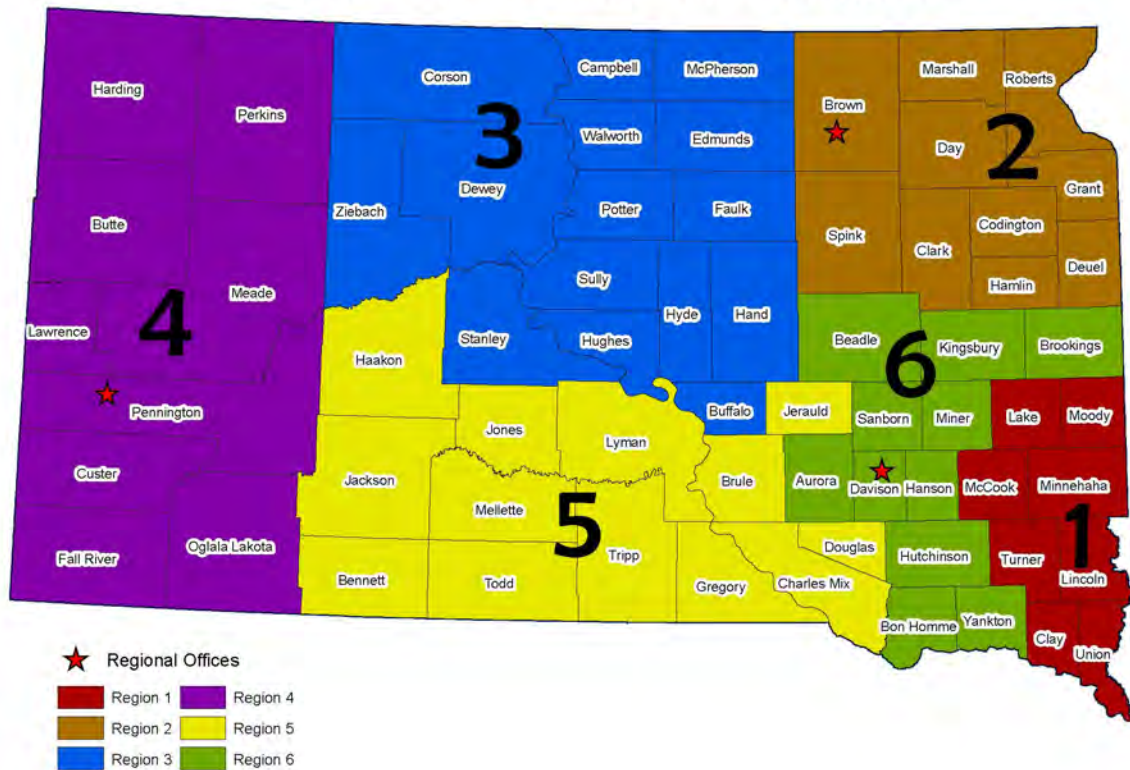 Harding
Perkins
Corson
Campbell
McPherson
Brown
Marshall
Roberts
3
2
Walworth
Edmunds
Day
Dewey
Grant
Ziebach
Potter
Faulk
Butte
Spink
Clark
Codington
Deuel
Hamlin
Meade
Sully
Lawrence
4
Stanley
Hughes
Hyde
Hand
Haakon
Beadle
6
Kingsbury
Brookings
Pennington
Buffalo
Jerauld
Sanborn
Miner
Lake
Moody
Jones
Lyman
Custer
Jackson
Brule
Aurora
Davison
Hanson
McCook
Minnehaha
Mellette
5
1
Fall River
Oglala Lakota
Tripp
Douglas
Hutchinson
Turner
Lincoln
Bennett
Todd
Gregory
Charles Mix
Bon Homme
Yankton
Clay
Union
Regional Offices
Region 1 Region 4
Region 2 Region 5
Region 3 Region 6